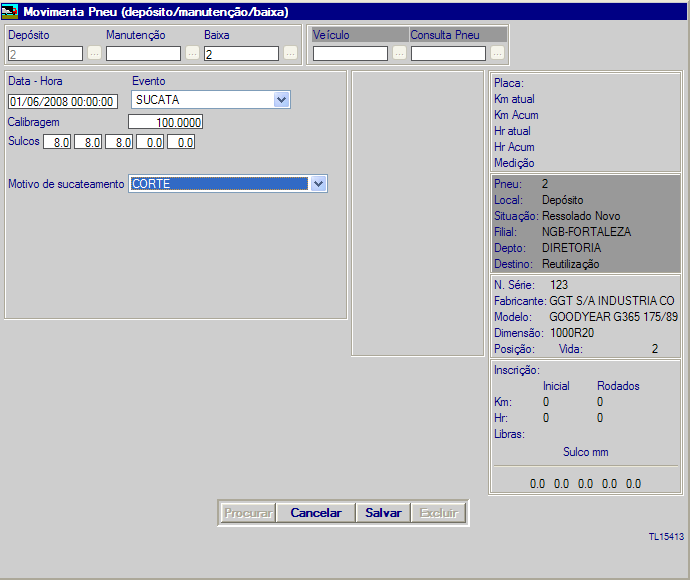 Movimenta Pneu (depósito/manutenção/baixa)
Depósito Manutenção Baixa Veículo Consulta Pneu
2 ... ... 2 ... ... ...
Data - Hora Evento
01/06/2008 00:00:00 SUCATA
Calibragem 100.0000
Sulcos 8.0 8.0 8.0 0.0 0.0
Motivo de sucateamento CORTE
Placa:
Km atual
Km Acum
Hr atual
Hr Acum
Medição
Pneu: 2
Local: Depósito
Situação: Ressolado Novo
Filial: NGB-FORTALEZA
Depto: DIRETORIA
Destino: Reutilização
N. Série: 123
Fabricante: GGT S/A INDUSTRIA CO
Modelo: GOODYEAR G365 175/89
Dimensão: 1000R20
Posição: Vida: 2
Inscrição:
Inicial Rodados
Km: 0 0
Hr: 0 0
Libras:
Sulco mm
0.0 0.0 0.0 0.0 0.0
Procurar Cancelar Salvar Excluir
TL15413